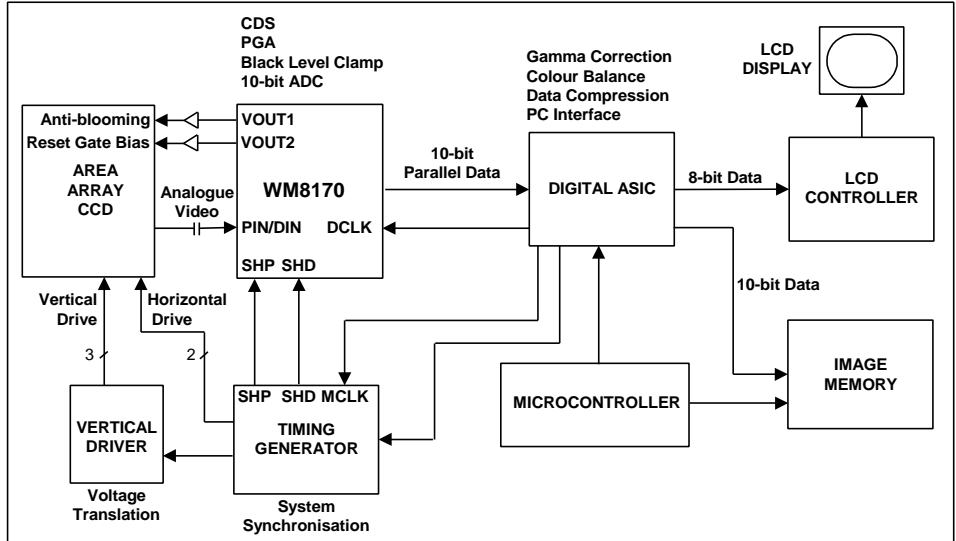 CDS
PGA
Black Level Clamp
10-bit ADC
Gamma Correction
Colour Balance
Data Compression
PC Interface
LCD
DISPLAY
Anti-blooming
Reset Gate Bias
AREA
ARRAY
CCD
Analogue
Video
VOUT1
VOUT2
WM8170
PIN/DIN DCLK
SHP SHD
10-bit
Parallel Data
DIGITAL ASIC
8-bit Data
LCD
CONTROLLER
10-bit Data
Vertical
Drive
Horizontal
Drive
3
2
VERTICAL
DRIVER
Voltage
Translation
SHP SHD MCLK
TIMING
GENERATOR
System
Synchronisation
MICROCONTROLLER
IMAGE
MEMORY